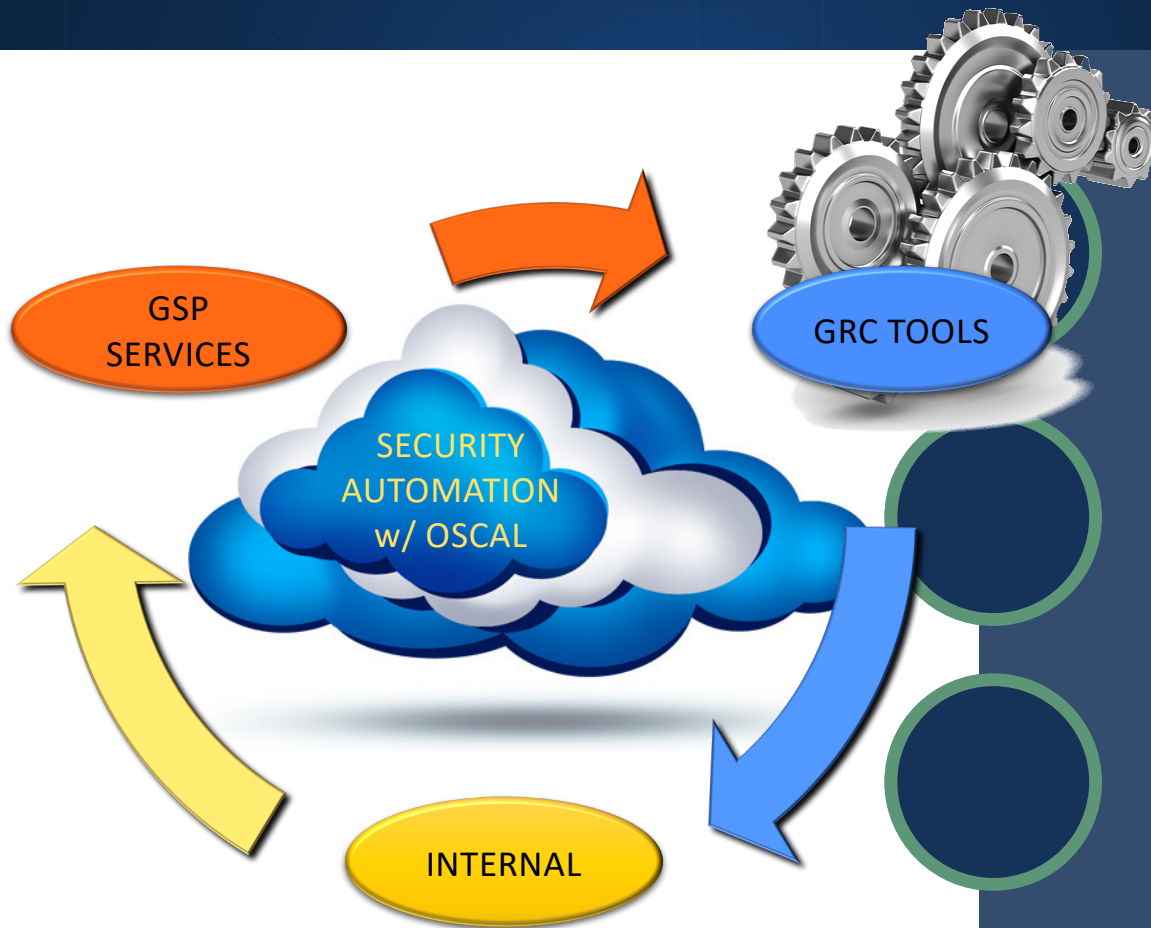 GSP
SERVICES
GRC TOOLS
SECURITY
AUTOMATION
w/ OSCAL
INTERNAL